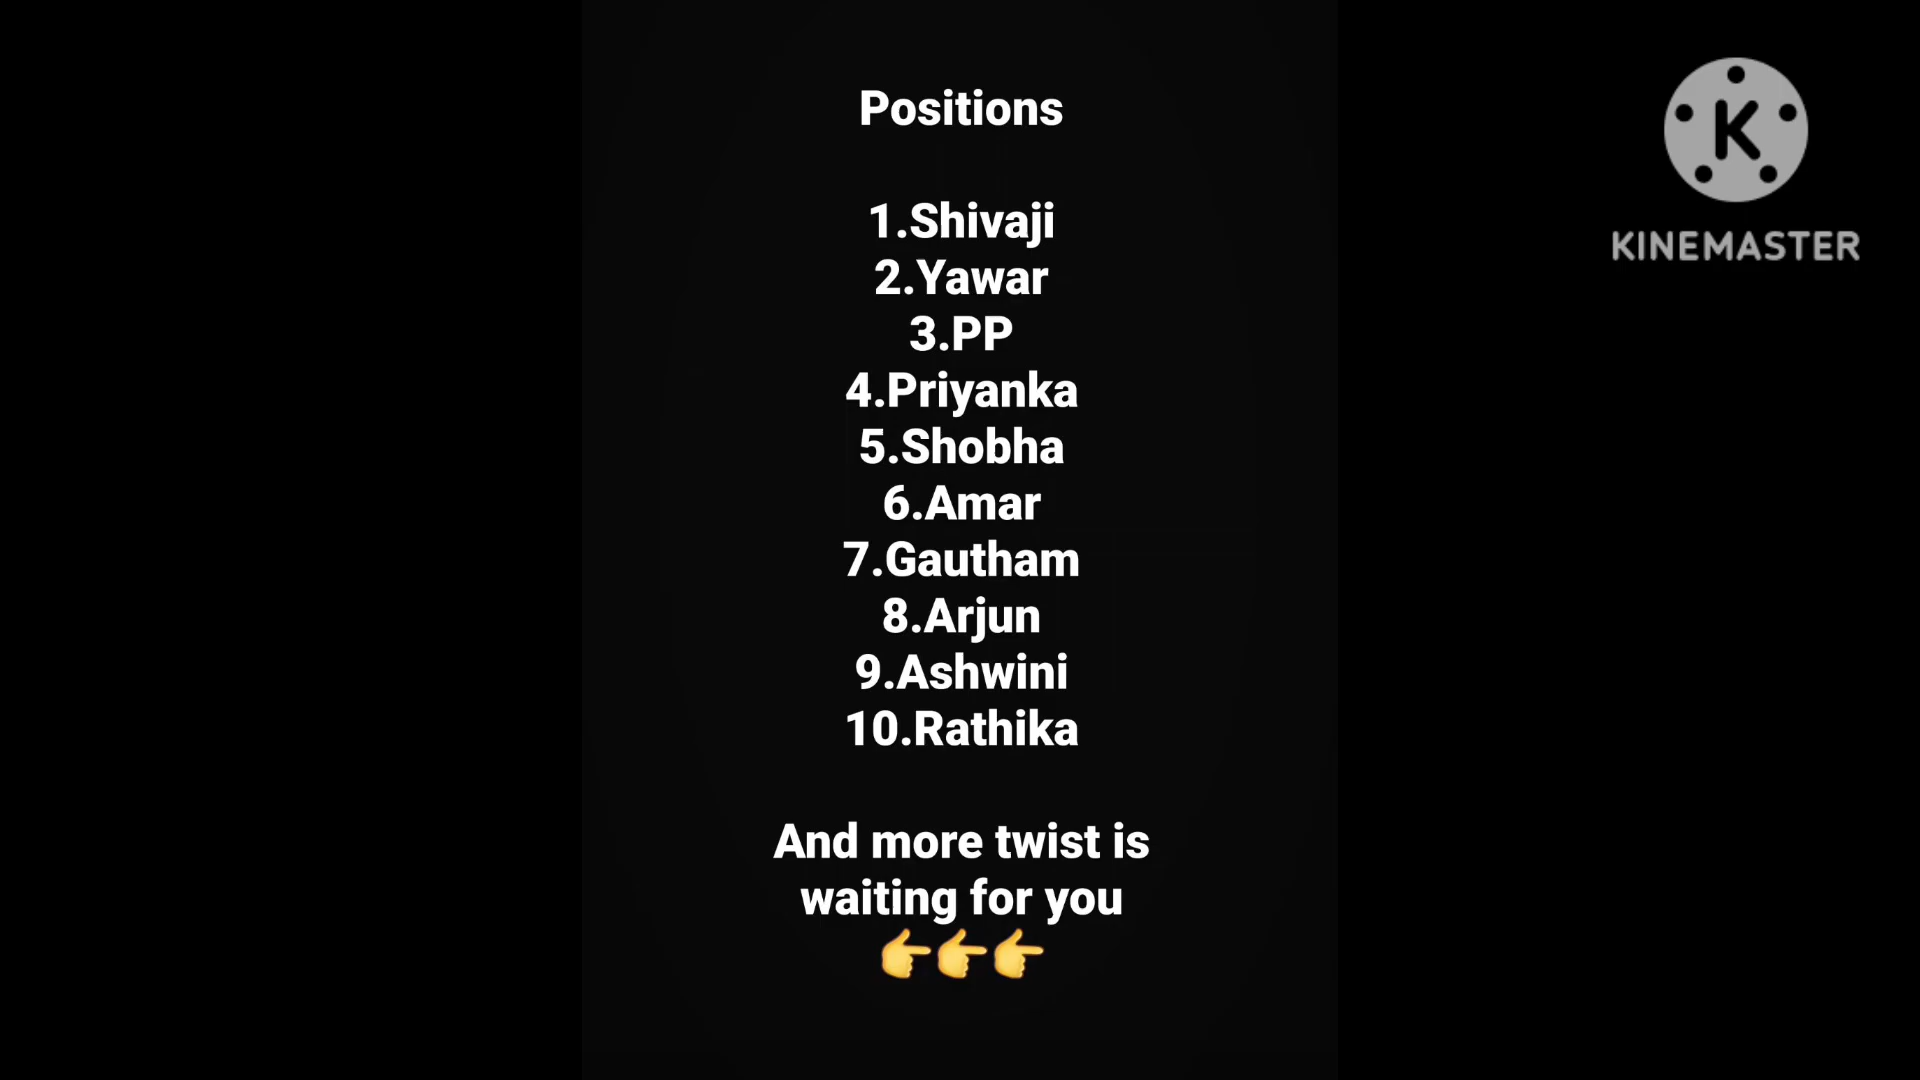 Positions
1.Shivaji
2.Yawar
3.PP
4.Priyanka
5.Shobha
6.Amar
7.Gautham
8.Arjun
9.Ashwini
10.Rathika
And more twist is
waiting for you
👉👉👉
K
KINEMASTER